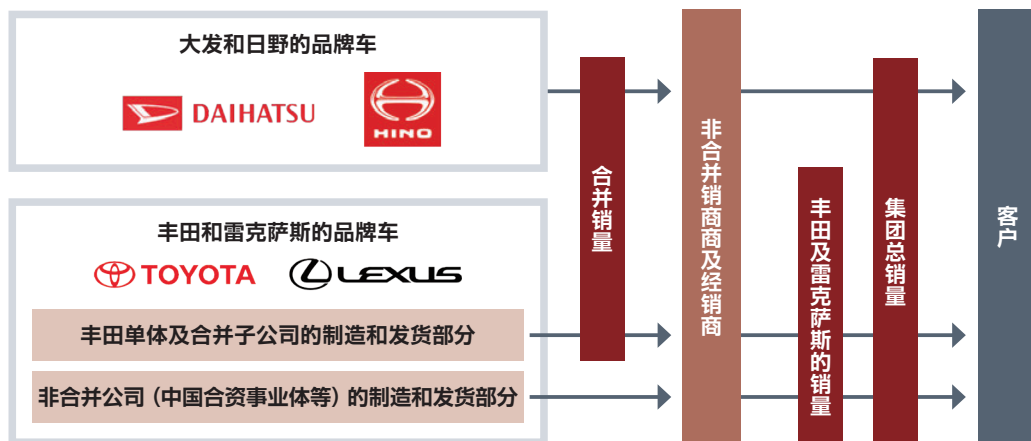 大发和日野的品牌车
DAIHATSU
HINO
丰田和雷克萨斯的品牌车
TOYOTA
LEXUS
丰田单体及合并子公司的制造和发货部分
非合并公司（中国合资事业体等）的制造和发货部分
合并销量
非合并销商商及经销商
丰田及雷克萨斯的销量
集团总销量
客户